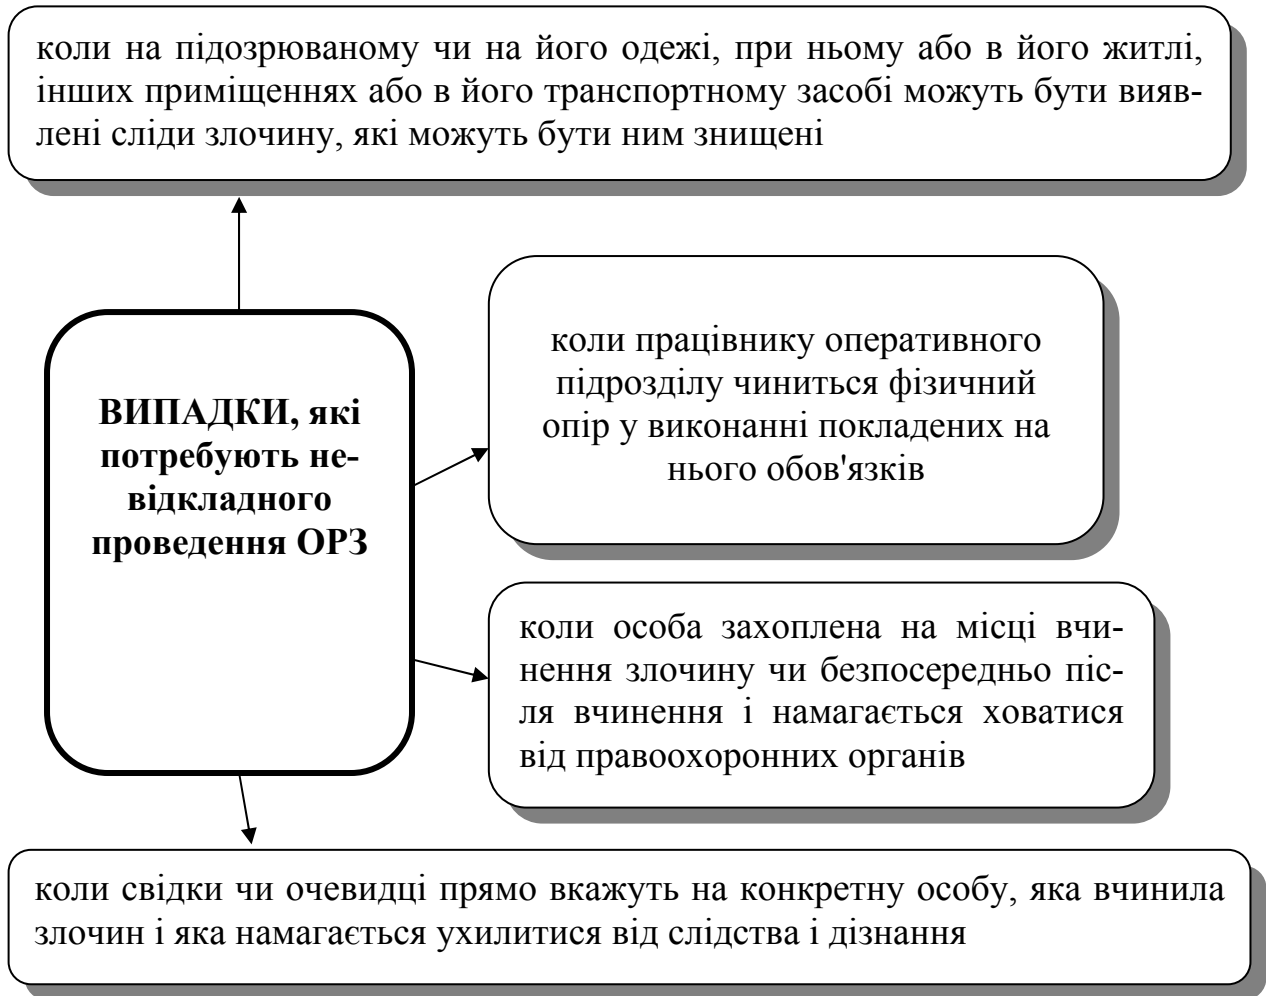 коли на підозрюваному чи на його одежі, при ньому або в його житлі,
інших приміщеннях або в його транспортному засобі можуть бути вияв-
лені сліди злочину, які можуть бути ним знищені
коли працівнику оперативного
підрозділу чиниться фізичний
опір у виконанні покладених на
нього обов'язків
ВИПАДКИ, які
потребують не-
відкладного
проведення ОРЗ
коли особа захоплена на місці вчи-
нення злочину чи безпосередньо піс-
ля вчинення і намагається ховатися
від правоохоронних органів
коли свідки чи очевидці прямо вкажуть на конкретну особу, яка вчинила
злочин і яка намагається ухилитися від слідства і дізнання